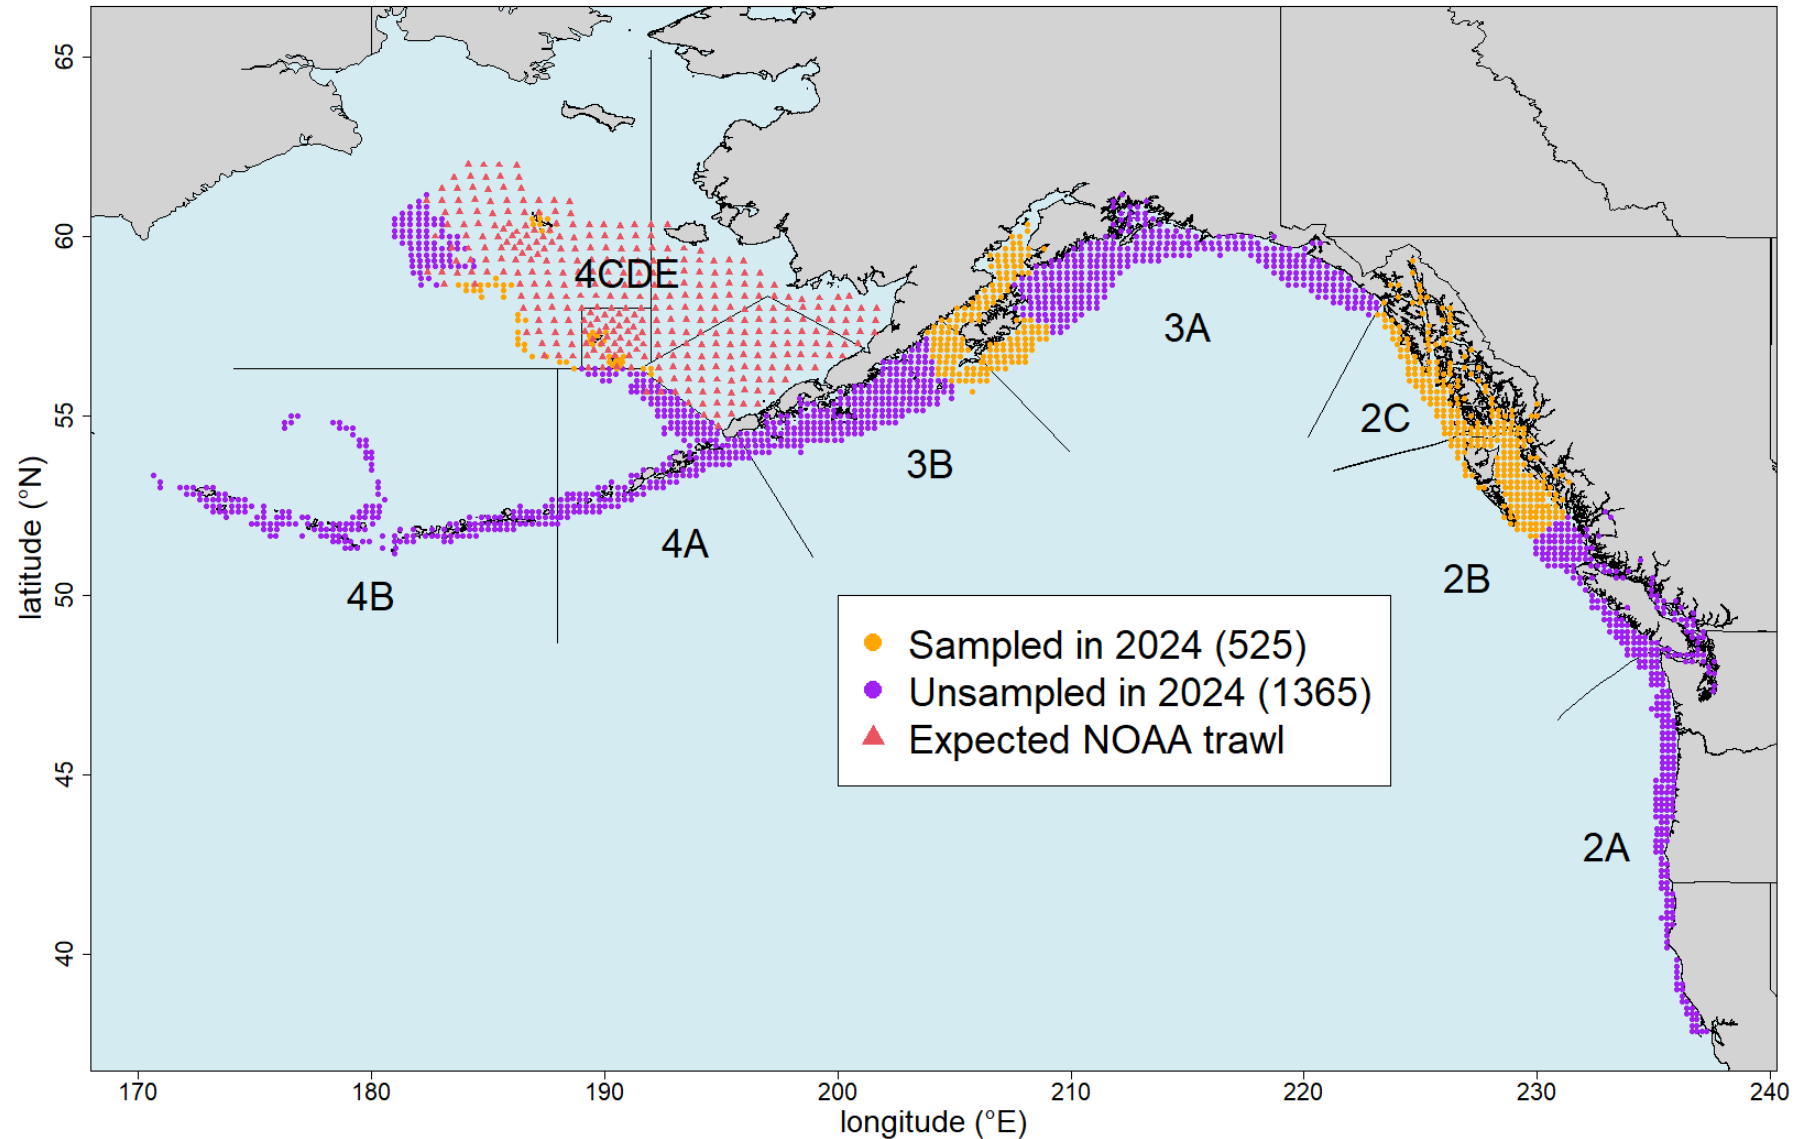 65
60
55
50
45
40
latitude (°N)
4CDE
3A
2C
3B
4A
2B
4B
2A
Sampled in 2024 (525)
Unsampled in 2024 (1365)
Expected NOAA trawl
170
180
190
200
210
220
230
240
longitude (°E)